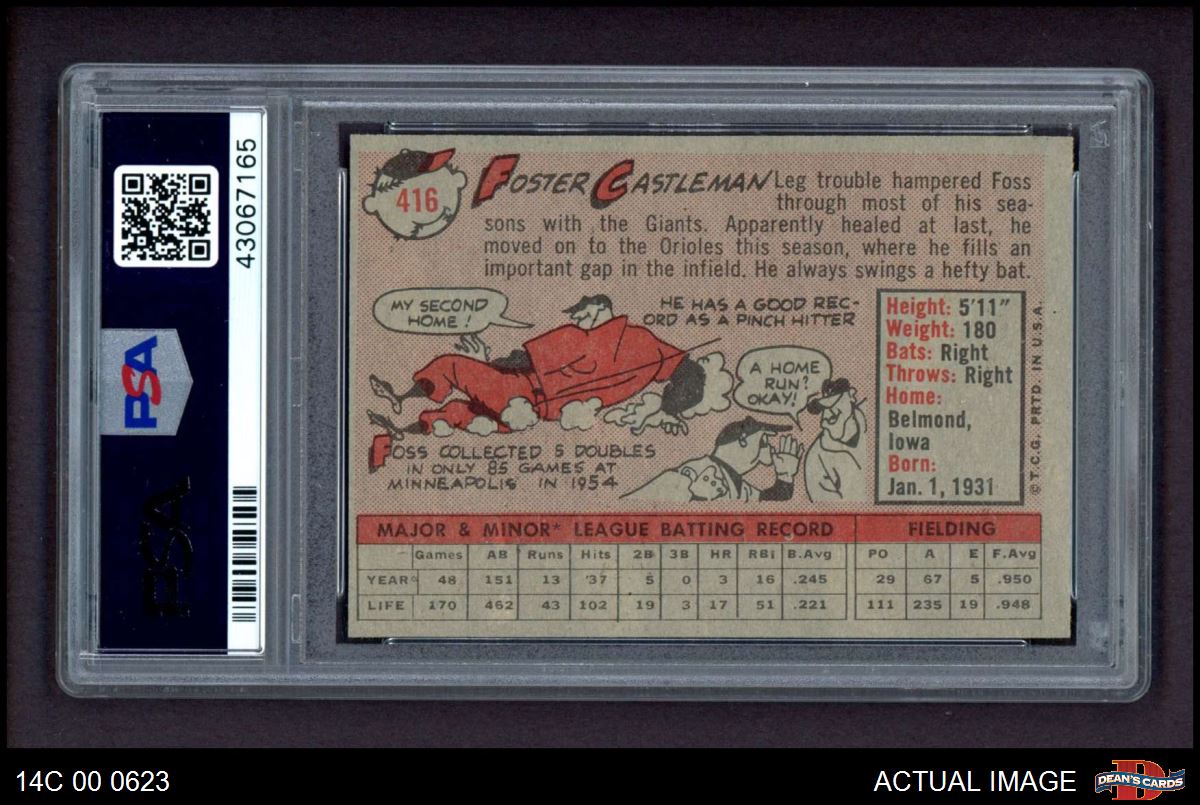 43067165
PSA
PSA
416
FOSTER CASTLEMAN
Leg trouble hampered Foss
through most of his sea-
sons with the Giants. Apparently healed at last, he
moved on to the Orioles this season, where he fills an
important gap in the infield. He always swings a hefty bat.
MY SECOND
HOME!
HE HAS A GOOD REC-
ORD AS A PINCH HITTER
A HOME
RUN?
OKAY!
FOSS COLLECTED 5 DOUBLES
IN ONLY 85 GAMES AT
MINNEAPOLIS IN 1954
Height: 5'11"
Weight: 180
Bats: Right
Throws: Right
Home:
Belmond,
Iowa
Born:
Jan. 1, 1931
© T.C.G. PRTD. IN U.S.A.
MAJOR & MINOR* LEAGUE BATTING RECORD FIELDING
Games AB Runs Hits 2B 3B HR RBI B.Avg PO A E F.Avg
YEAR 48 151 13 37 5 0 3 16 .245 29 67 5 .950
LIFE 170 462 43 102 19 3 17 51 .221 111 235 19 .948
14C 00 0623
ACTUAL IMAGE
DEAN'S CARDS